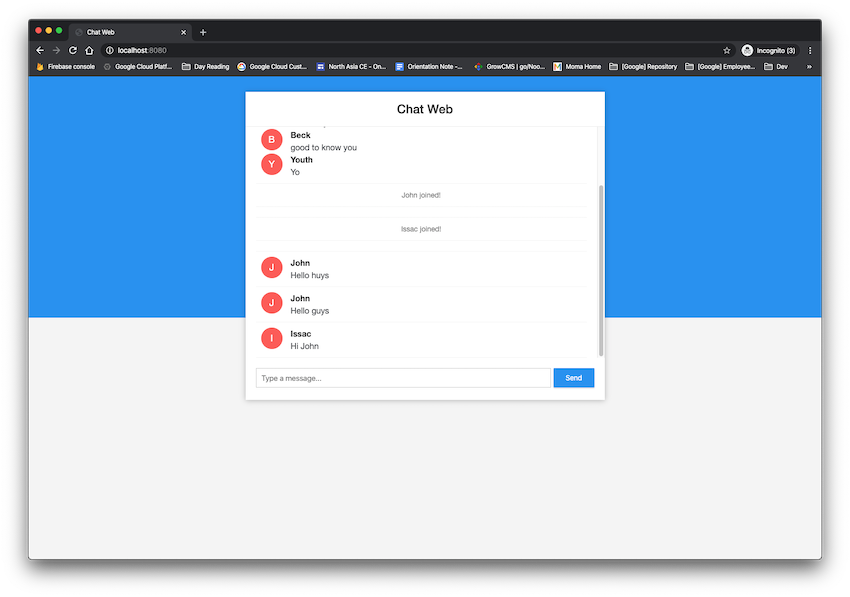 Chat Web
localhost:8080
Incognito (3)
Firebase console
Google Cloud Platf...
Day Reading
Google Cloud Cust...
North Asia CE - On...
Orientation Note -...
GrowCMS | go/Noo...
Moma Home
[Google] Repository
[Google] Employee...
Dev
»
Chat Web
B
Beck
good to know you
Y
Youth
Yo
John joined!
Issac joined!
J
John
Hello huys
J
John
Hello guys
I
Issac
Hi John
Type a message...
Send